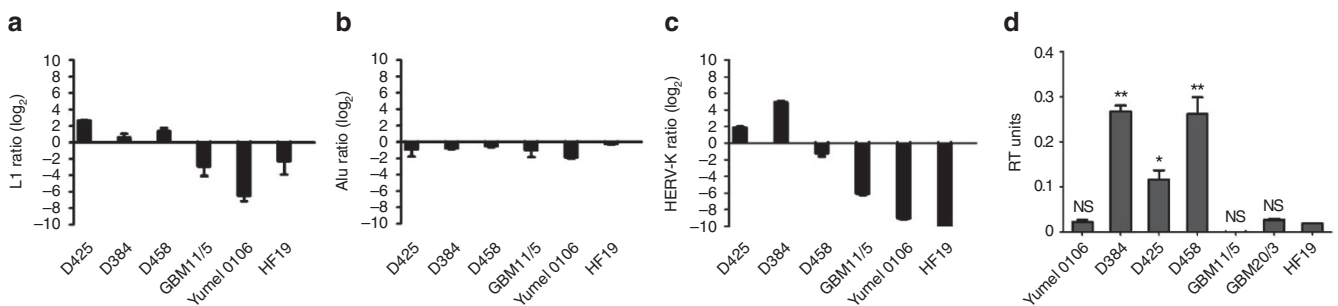 a
L1 ratio (log2)
10
8
6
4
2
0
−2
−4
−6
−8
−10
D425
D384
D458
GBM11/5
Yumel 0106
HF19
b
Alu ratio (log2)
10
8
6
4
2
0
−2
−4
−6
−8
−10
D425
D384
D458
GBM11/5
Yumel 0106
HF19
c
HERV-K ratio (log2)
10
8
6
4
2
0
−2
−4
−6
−8
−10
D425
D384
D458
GBM11/5
Yumel 0106
HF19
d
RT units
0.4
0.3
0.2
0.1
0
NS
**
*
**
NS
NS
Yumel 0106
D384
D425
D458
GBM11/5
GBM20/3
HF19